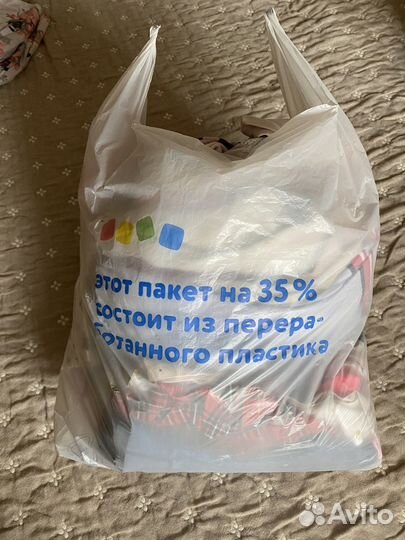 этот пакет на 35%
состоит из перера-
ботанного пластика
Avito